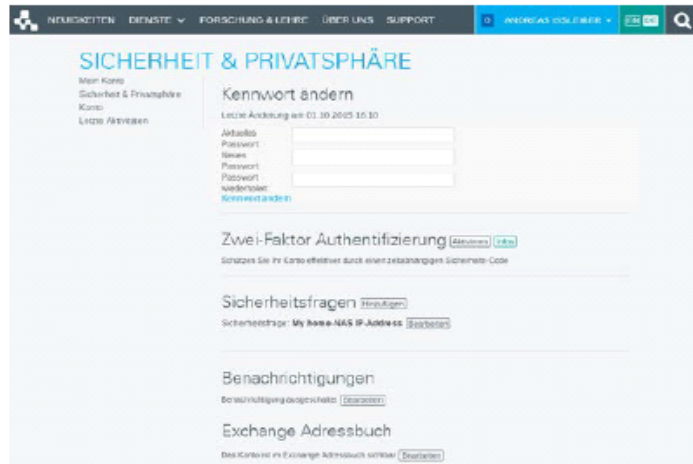 NEUIGKEITEN DIENSTE FORSCHUNG & LEHRE ÜBER UNS SUPPORT 0 ANDREAS EN DE
SICHERHEIT & PRIVATSPHÄRE
Mein Konto
Sicherheit & Privatsphäre
Konto
Letzte Aktivitäten
Kennwort ändern
Letzte Änderung am 01.10.2015 16:10
Aktuelles
Passwort
Neues
Passwort
Passwort
wiederholen
Kennwort ändern
Zwei-Faktor Authentifizierung Aktivieren Infos
Schützen Sie Ihr Konto effektiver durch einen zeitabhängigen Sicherheits-Code
Sicherheitsfragen Hinzufügen
Sicherheitsfrage: My home-NAS IP-Address Bearbeiten
Benachrichtigungen
Benachrichtigung ausgeschaltet Bearbeiten
Exchange Adressbuch
Das Konto ist im Exchange Adressbuch sichtbar Bearbeiten